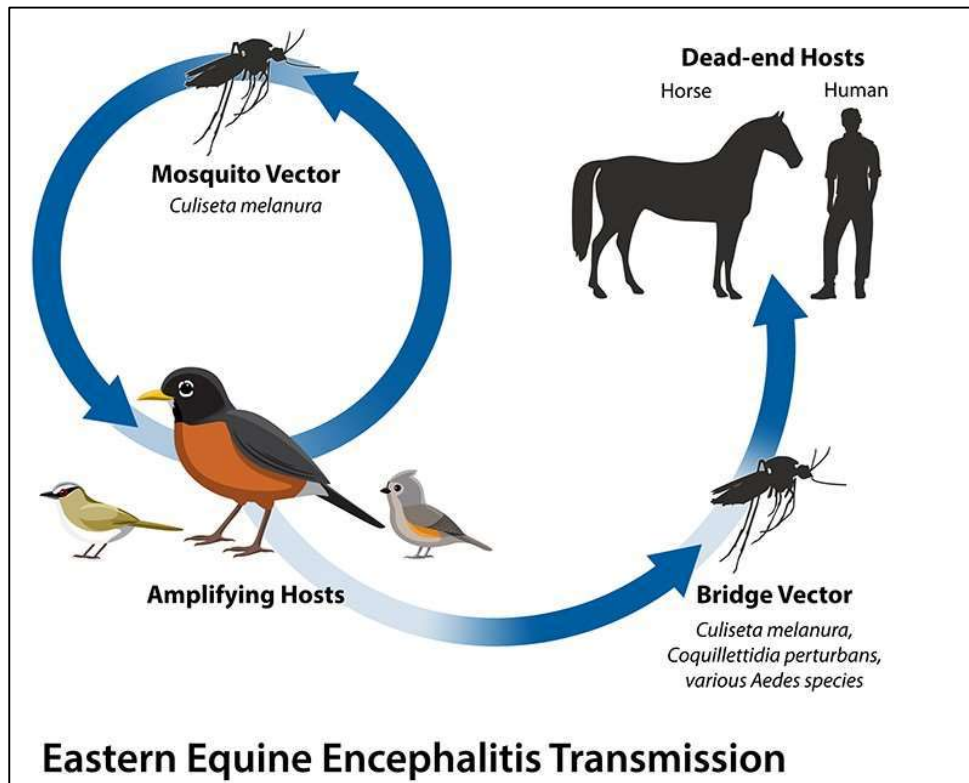 Mosquito Vector
Culiseta melanura
Dead-end Hosts
Horse
Human
Amplifying Hosts
Bridge Vector
Culiseta melanura,
Coquillettidia perturbans,
various Aedes species
Eastern Equine Encephalitis Transmission